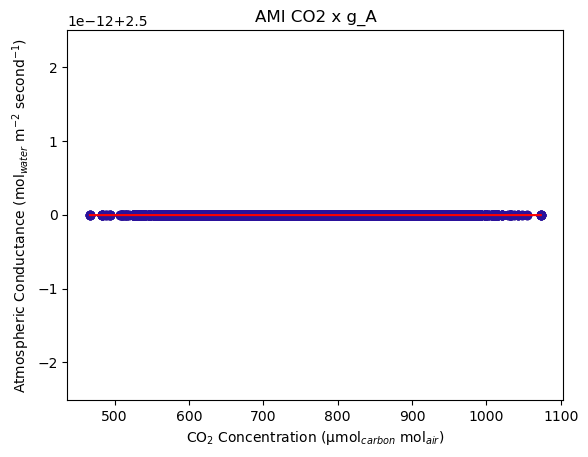 AMI CO2 x g_A
1e−12+2.5
2
1
0
−1
−2
Atmospheric Conductance (mol_water m⁻² second⁻¹)
500 600 700 800 900 1000 1100
CO₂ Concentration (μmol_carbon mol_air)